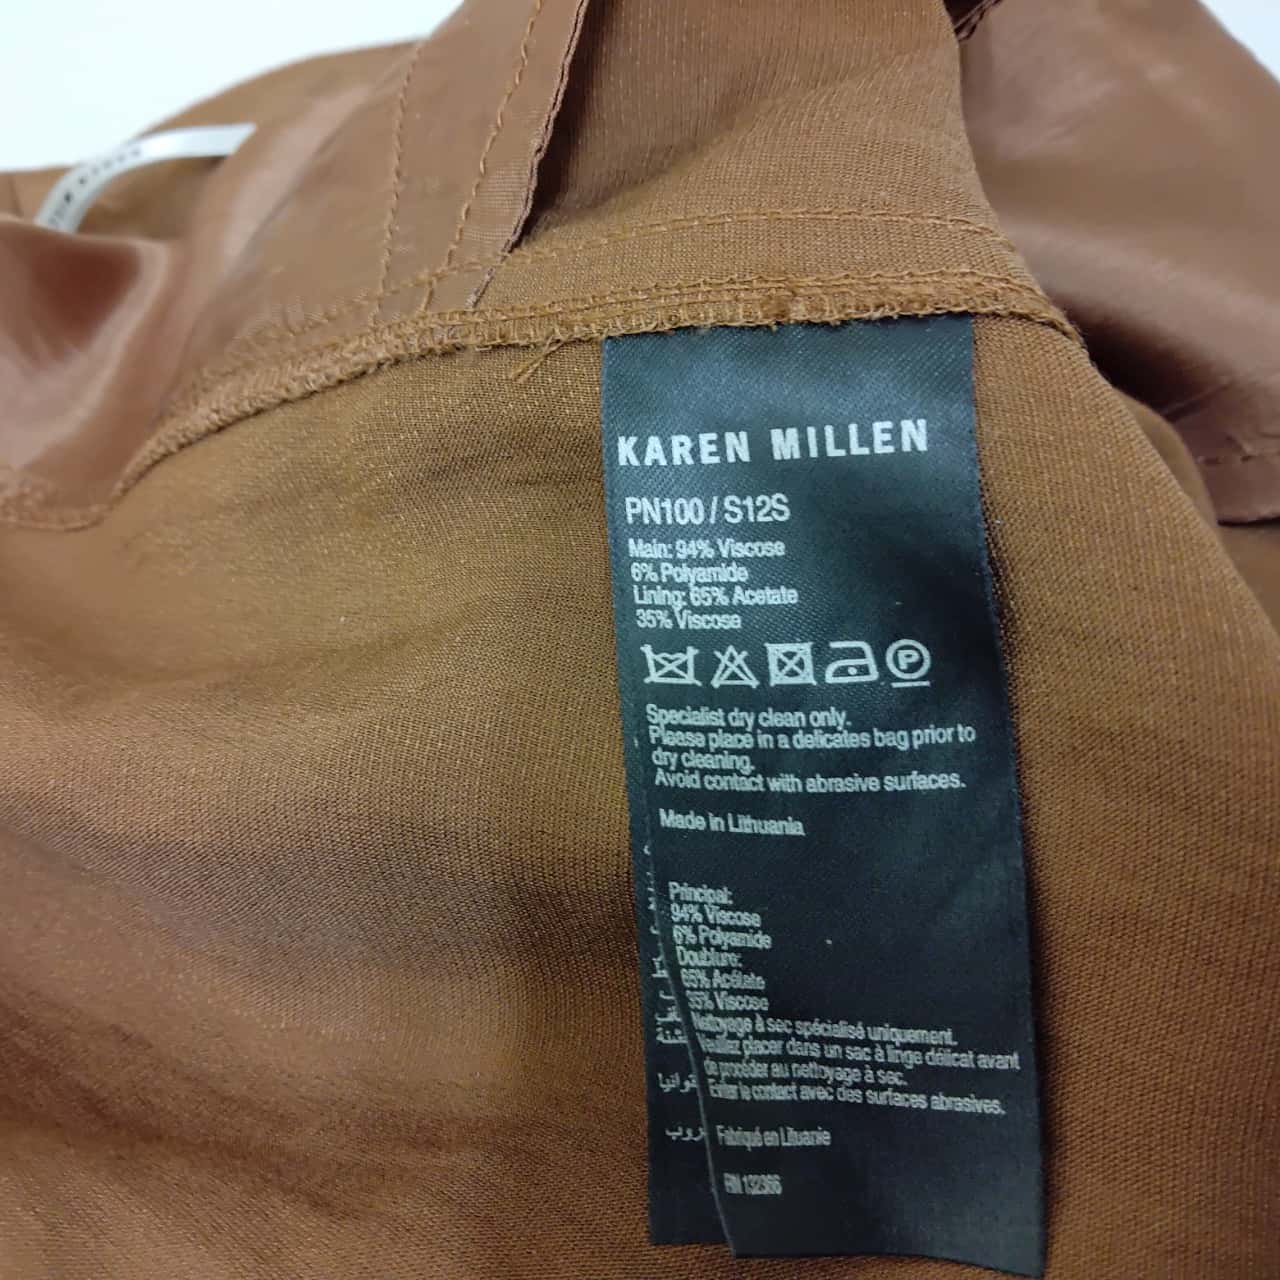 KAREN MILLEN
PN100 / S12S
Main: 94% Viscose
6% Polyamide
Lining: 65% Acetate
35% Viscose
P
Specialist dry clean only.
Please place in a delicates bag prior to
dry cleaning.
Avoid contact with abrasive surfaces.
Made in Lithuania
Principal:
94% Viscose
6% Polyamide
Doublure:
65% Acétate
35% Viscose
Nettoyage à sec spécialisé uniquement.
Veuillez placer dans un sac à linge délicat avant
de procéder au nettoyage à sec.
Eviter le contact avec des surfaces abrasives.
Fabriqué en Lituanie
RN 132366